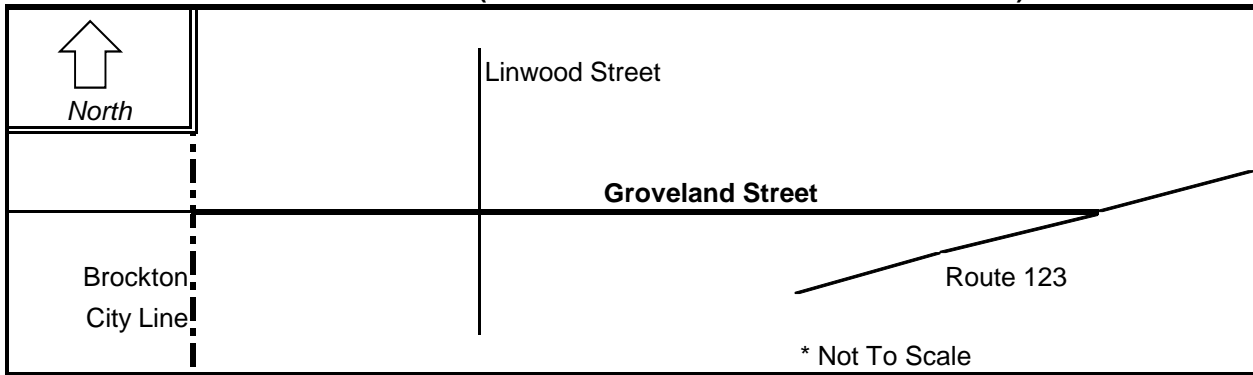 Linwood Street
North
Groveland Street
Brockton
Route 123
City Line
* Not To Scale